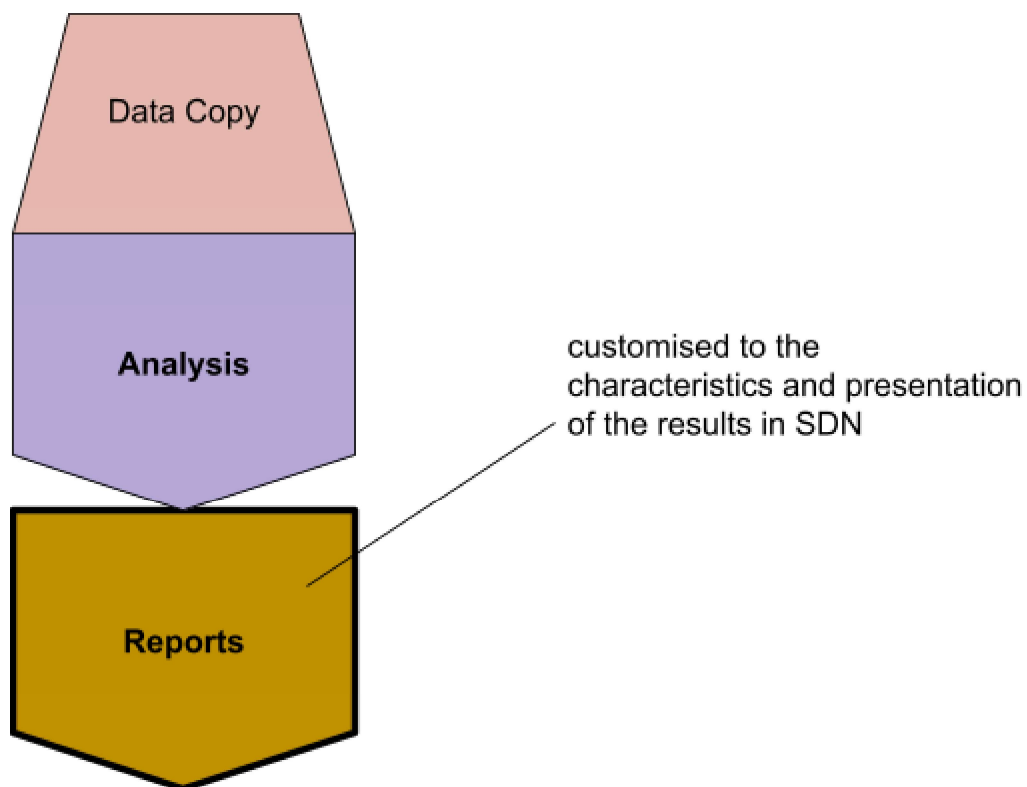 Data Copy
Analysis
customised to the
characteristics and presentation
of the results in SDN
Reports